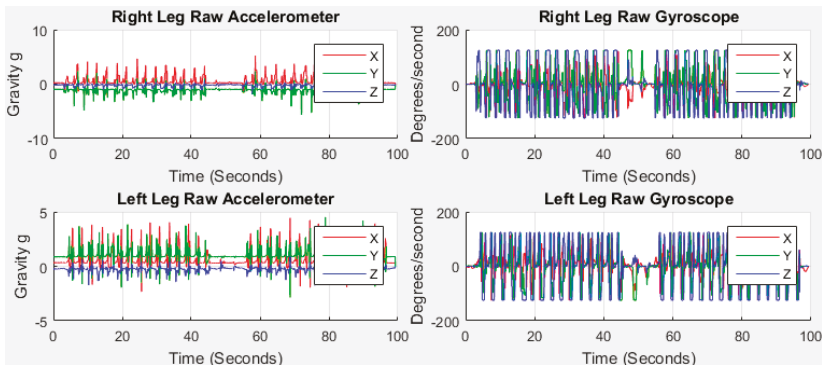 Right Leg Raw Accelerometer
Gravity g
10
0
-10
X
Y
Z
0 20 40 60 80 100
Time (Seconds)
Right Leg Raw Gyroscope
Degrees/second
200
0
-200
X
Y
Z
0 20 40 60 80 100
Time (Seconds)
Left Leg Raw Accelerometer
Gravity g
5
0
-5
X
Y
Z
0 20 40 60 80 100
Time (Seconds)
Left Leg Raw Gyroscope
Degrees/second
200
0
-200
X
Y
Z
0 20 40 60 80 100
Time (Seconds)